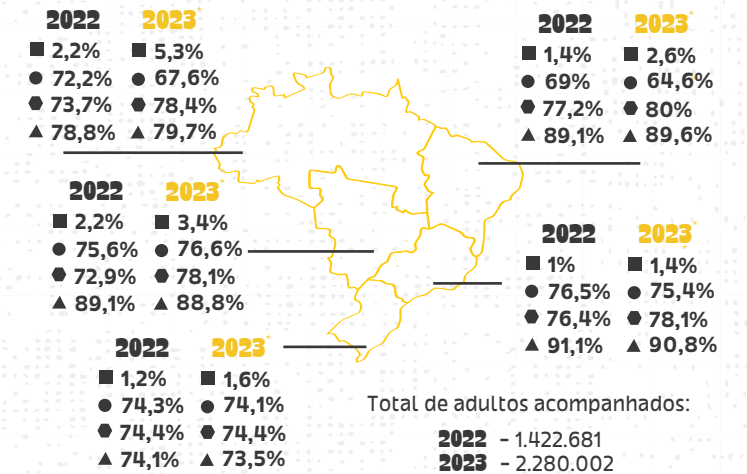 2022 2023*
■ 2,2% ■ 5,3%
● 72,2% ● 67,6%
⬢ 73,7% ⬢ 78,4%
▲ 78,8% ▲ 79,7%
2022 2023*
■ 1,4% ■ 2,6%
● 69% ● 64,6%
⬢ 77,2% ⬢ 80%
▲ 89,1% ▲ 89,6%
2022 2023*
■ 2,2% ■ 3,4%
● 75,6% ● 76,6%
⬢ 72,9% ⬢ 78,1%
▲ 89,1% ▲ 88,8%
2022 2023*
■ 1% ■ 1,4%
● 76,5% ● 75,4%
⬢ 76,4% ⬢ 78,1%
▲ 91,1% ▲ 90,8%
2022 2023*
■ 1,2% ■ 1,6%
● 74,3% ● 74,1%
⬢ 74,4% ⬢ 74,4%
▲ 74,1% ▲ 73,5%
Total de adultos acompanhados:
2022 - 1.422.681
2023 - 2.280.002